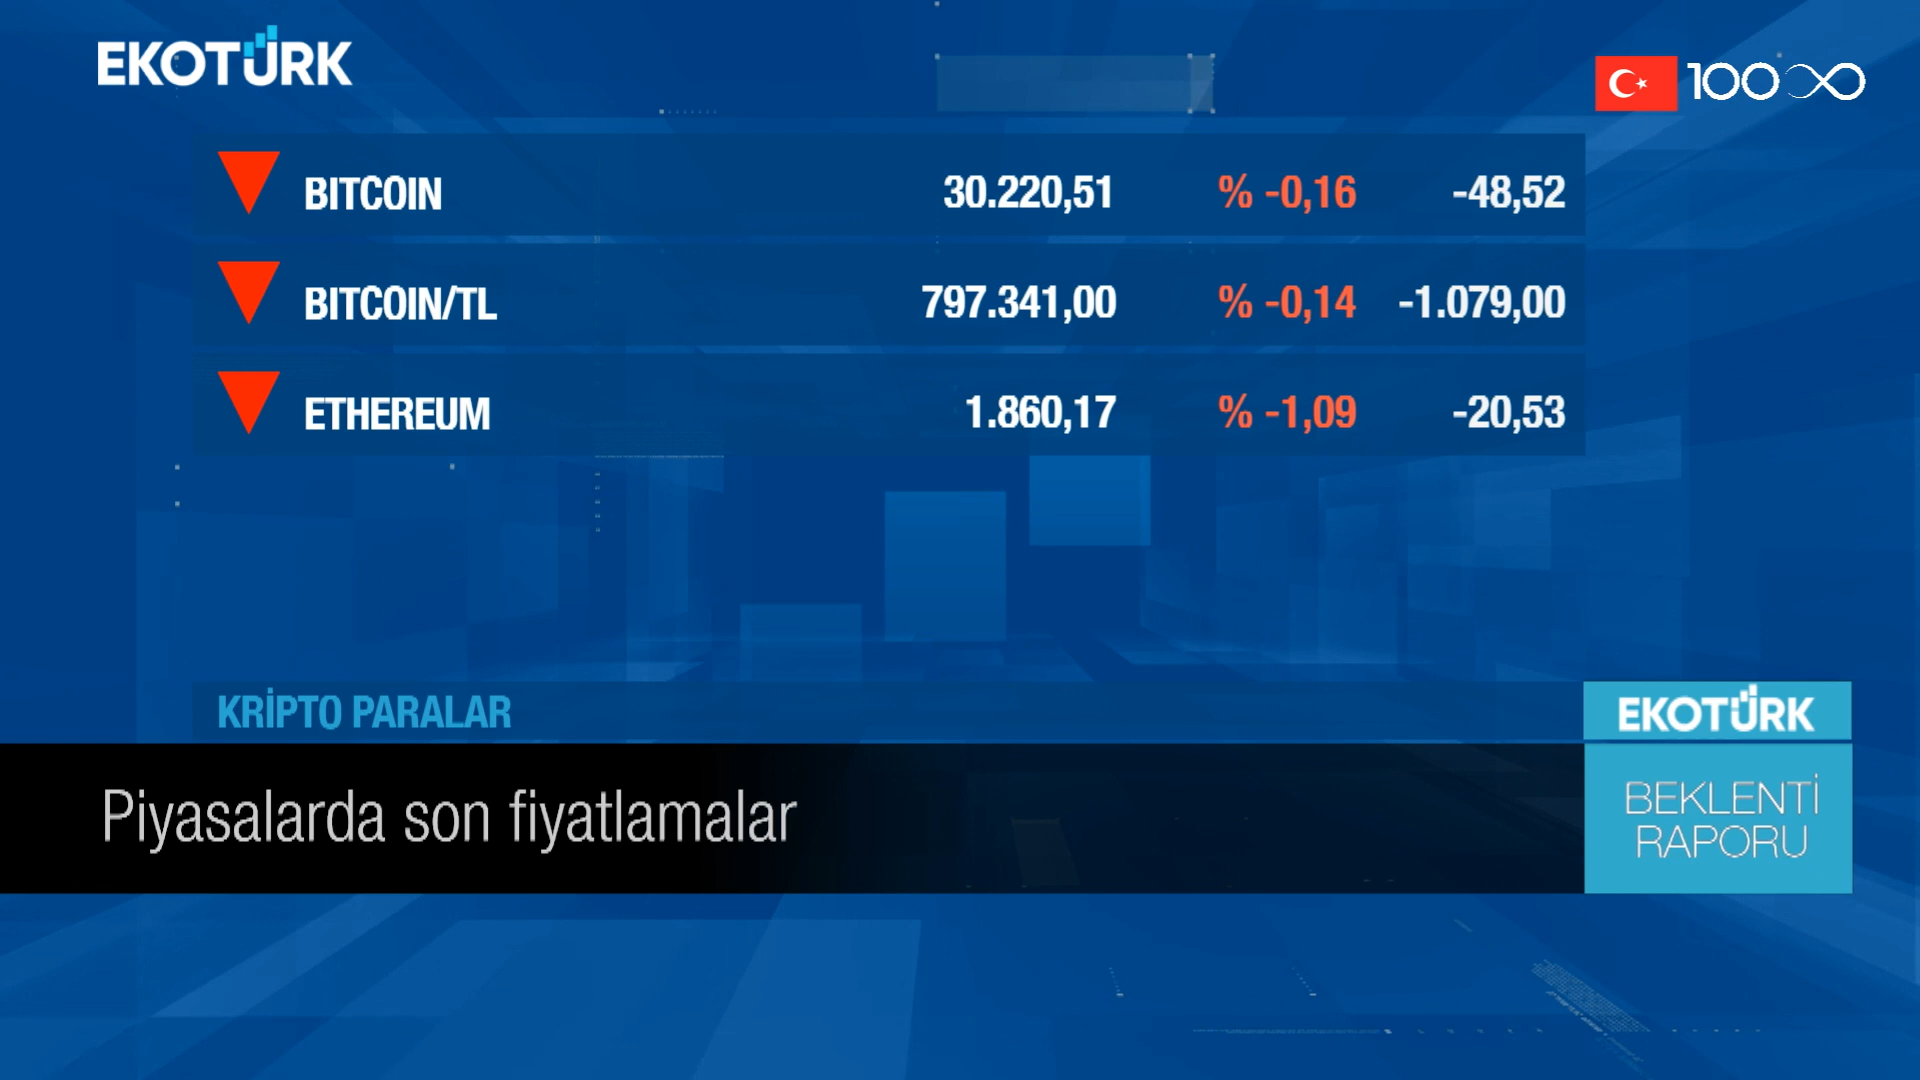 EKOTÜRK
100
BITCOIN 30.220,51 % -0,16 -48,52
BITCOIN/TL 797.341,00 % -0,14 -1.079,00
ETHEREUM 1.860,17 % -1,09 -20,53
KRİPTO PARALAR
EKOTÜRK
Piyasalarda son fiyatlamalar
BEKLENTİ
RAPORU